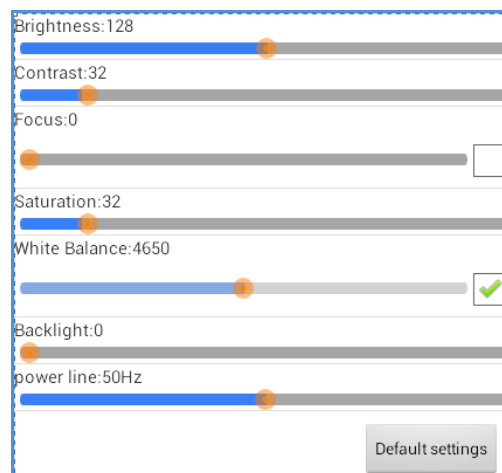 Brightness:128
Contrast:32
Focus:0
Saturation:32
White Balance:4650
Backlight:0
power line:50Hz
Default settings